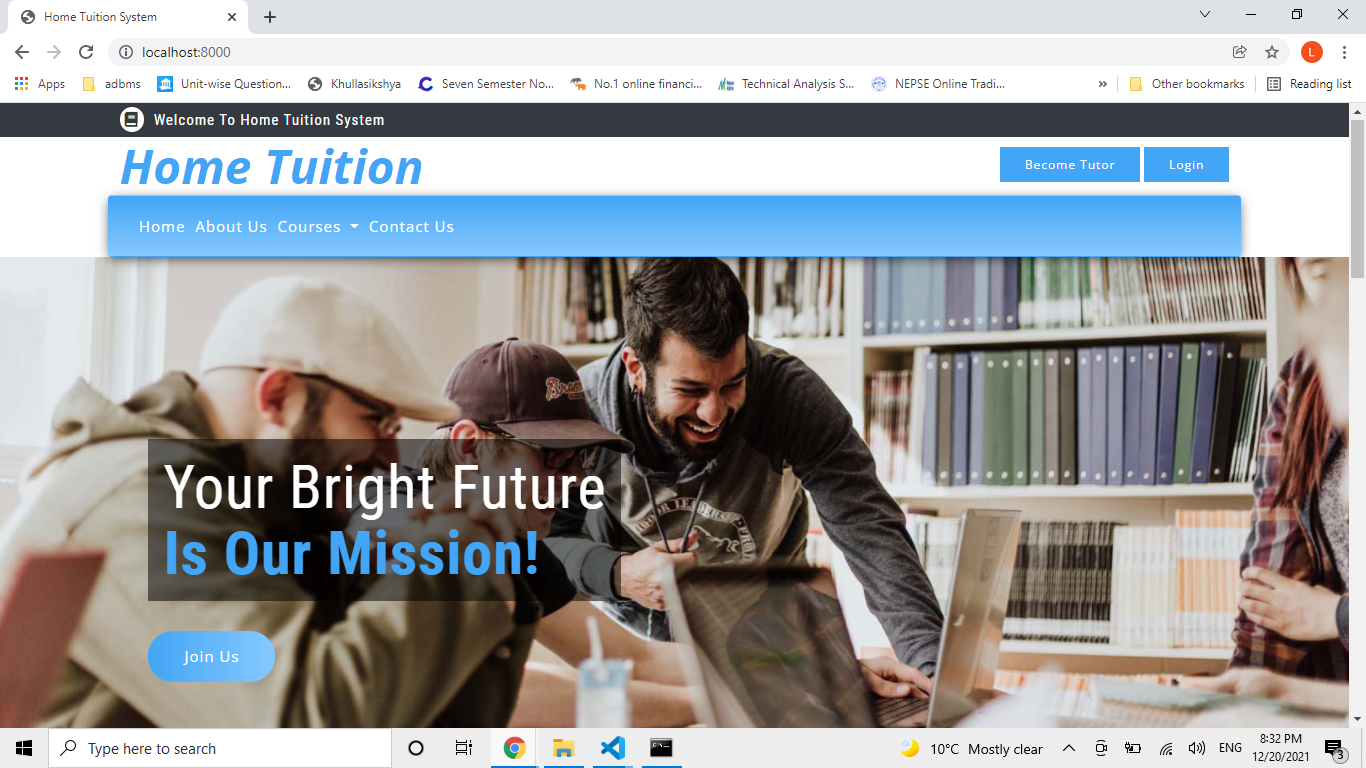 Home Tuition System
localhost:8000
L
Apps adbms Unit-wise Question... Khullasikshya Seven Semester No... No.1 online financi... Technical Analysis S... NEPSE Online Tradi... » Other bookmarks Reading list
Welcome To Home Tuition System
Home Tuition
Become Tutor Login
Home About Us Courses Contact Us
Your Bright Future
Is Our Mission!
Join Us
Type here to search
10°C Mostly clear
ENG
8:32 PM
12/20/2021
3